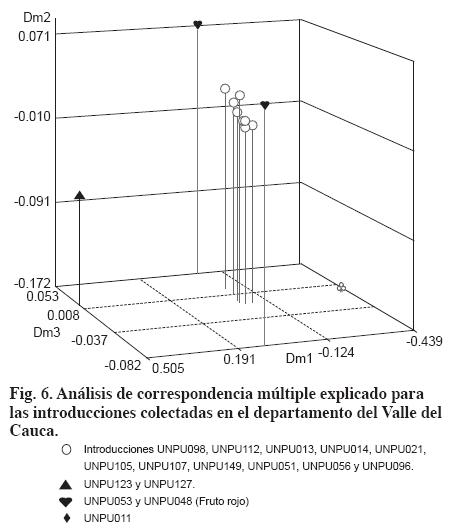 Dm2
0.071
-0.010
-0.091
-0.172
0.053
0.008
Dm3
-0.037
-0.082
0.505
0.191
Dm1
-0.124
-0.439
Fig. 6. Análisis de correspondencia múltiple explicado para
las introducciones colectadas en el departamento del Valle del
Cauca.
Introducciones UNPU098, UNPU112, UNPU013, UNPU014, UNPU021,
UNPU105, UNPU107, UNPU149, UNPU051, UNPU056 y UNPU096.
UNPU123 y UNPU127.
UNPU053 y UNPU048 (Fruto rojo)
UNPU011